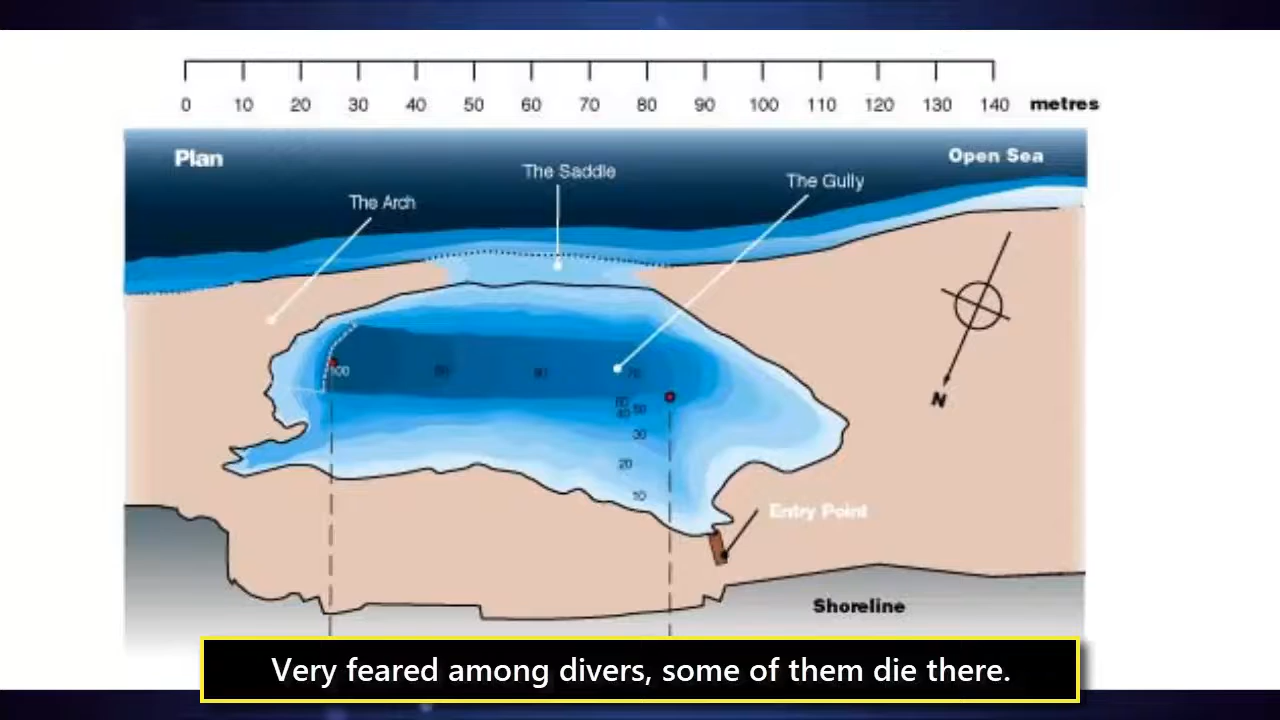 0 10 20 30 40 50 60 70 80 90 100 110 120 130 140 metres
Plan
Open Sea
The Saddle
The Gully
The Arch
100
70
50
30
20
10
N
Entry Point
Shoreline
Very feared among divers, some of them die there.